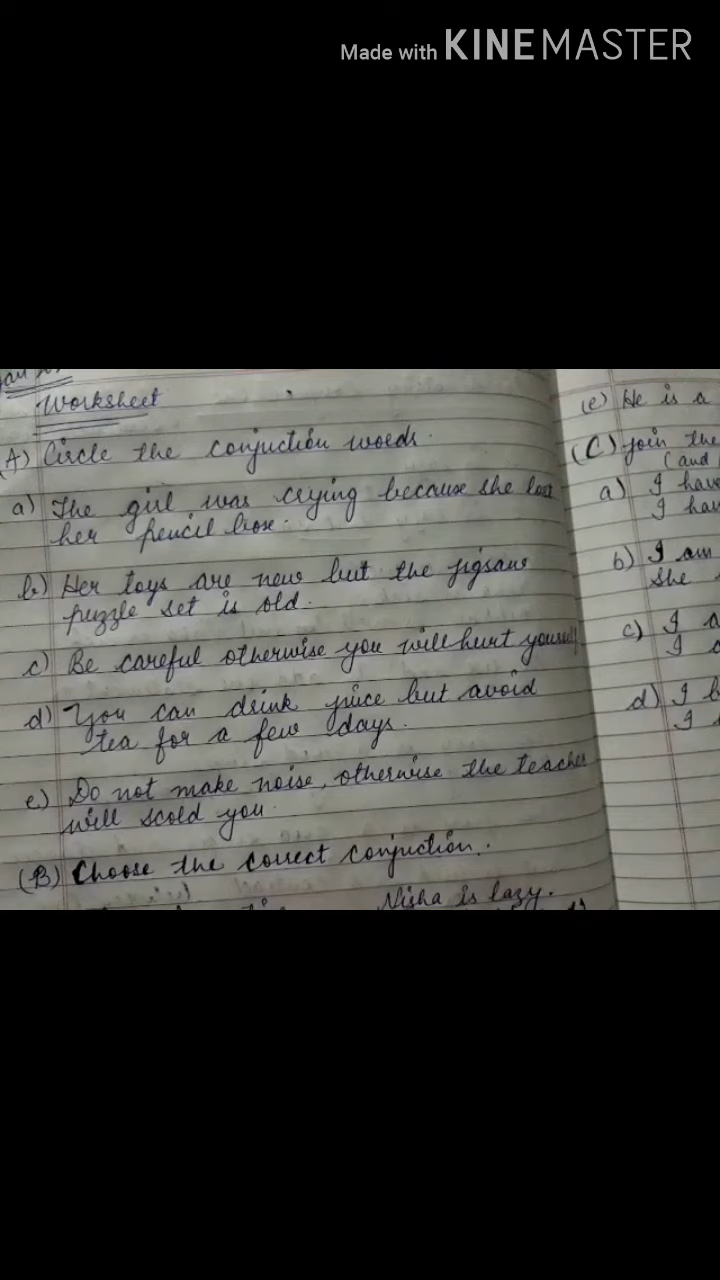 Made with KINEMASTER
Worksheet
(A) Circle the conjuction words.
a) The girl was crying because she lost
her pencil box.
b) Her toys are new but the jigsaw
puzzle set is old.
c) Be careful otherwise you will hurt yourself
d) You can drink juice but avoid
tea for a few days.
e) Do not make noise, otherwise the teacher
will scold you.
(B) Choose the correct conjuction.
Nisha is lazy.
(e) He is a
(C) join the
(and
a) I have
I hav
b) I am
She
c) I a
I
d) I
I